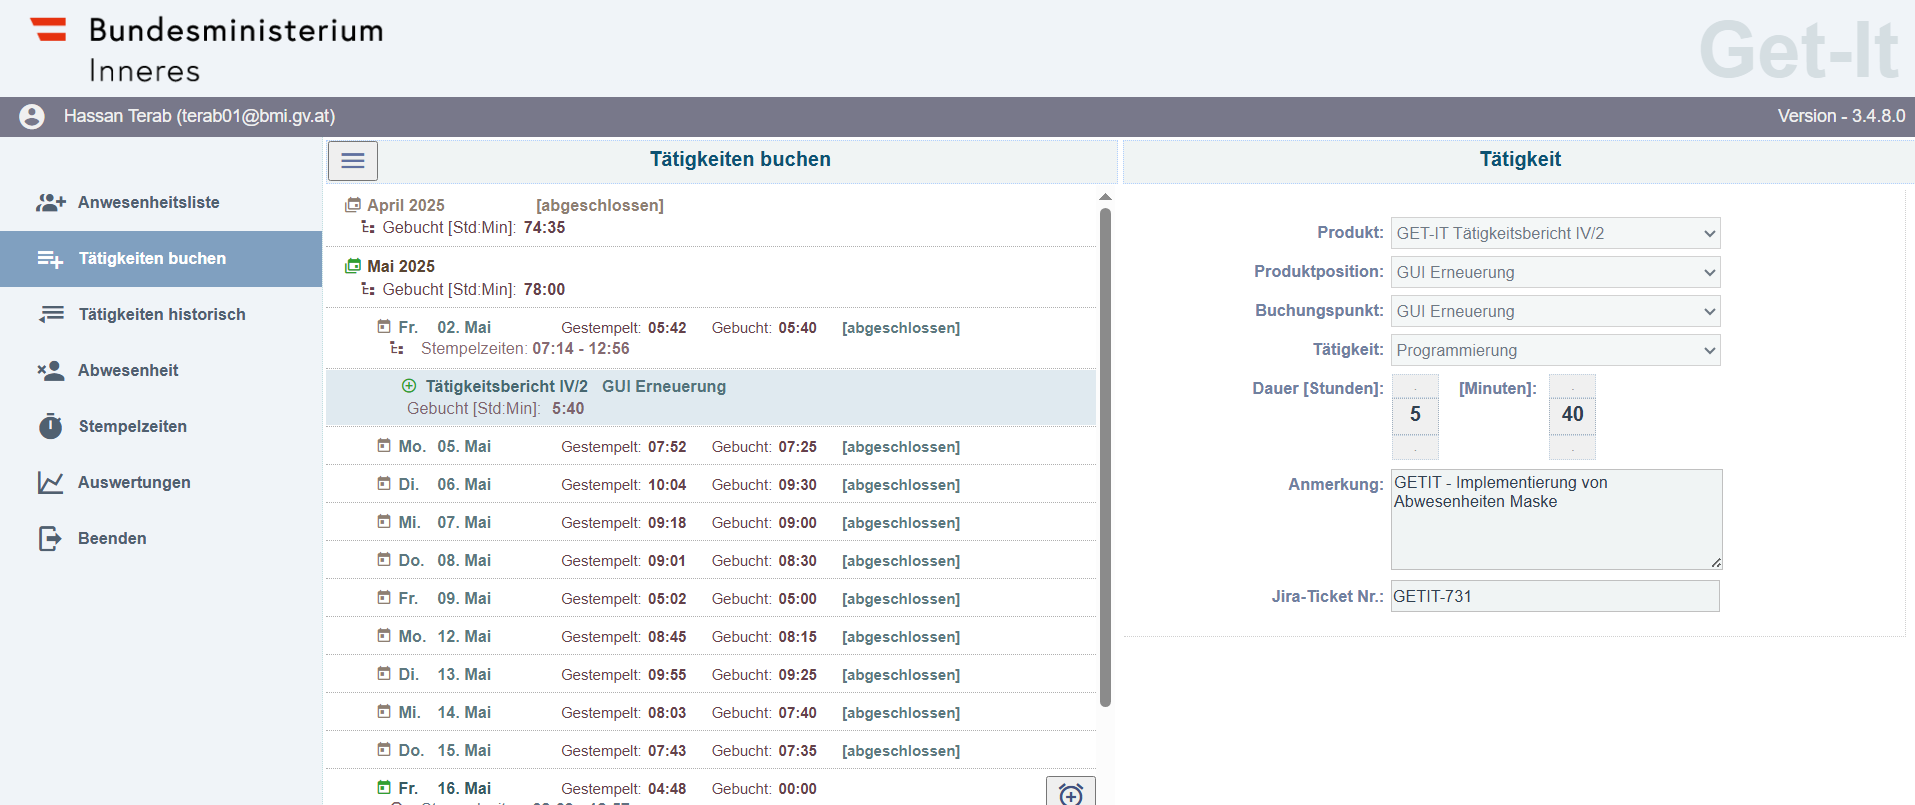 Bundesministerium
Inneres
Get-It
Hassan Terab (terab01@bmi.gv.at)
Version - 3.4.8.0
Anwesenheitsliste
Tätigkeiten buchen
Tätigkeiten historisch
Abwesenheit
Stempelzeiten
Auswertungen
Beenden
Tätigkeiten buchen
April 2025 [abgeschlossen]
Gebucht [Std:Min]: 74:35
Mai 2025
Gebucht [Std:Min]: 78:00
Fr. 02. Mai Gestempelt: 05:42 Gebucht: 05:40 [abgeschlossen]
Stempelzeiten: 07:14 - 12:56
Tätigkeitsbericht IV/2 GUI Erneuerung
Gebucht [Std:Min]: 5:40
Mo. 05. Mai Gestempelt: 07:52 Gebucht: 07:25 [abgeschlossen]
Di. 06. Mai Gestempelt: 10:04 Gebucht: 09:30 [abgeschlossen]
Mi. 07. Mai Gestempelt: 09:18 Gebucht: 09:00 [abgeschlossen]
Do. 08. Mai Gestempelt: 09:01 Gebucht: 08:30 [abgeschlossen]
Fr. 09. Mai Gestempelt: 05:02 Gebucht: 05:00 [abgeschlossen]
Mo. 12. Mai Gestempelt: 08:45 Gebucht: 08:15 [abgeschlossen]
Di. 13. Mai Gestempelt: 09:55 Gebucht: 09:25 [abgeschlossen]
Mi. 14. Mai Gestempelt: 08:03 Gebucht: 07:40 [abgeschlossen]
Do. 15. Mai Gestempelt: 07:43 Gebucht: 07:35 [abgeschlossen]
Fr. 16. Mai Gestempelt: 04:48 Gebucht: 00:00
Tätigkeit
Produkt: GET-IT Tätigkeitsbericht IV/2
Produktposition: GUI Erneuerung
Buchungspunkt: GUI Erneuerung
Tätigkeit: Programmierung
Dauer [Stunden]: 5 [Minuten]: 40
Anmerkung: GETIT - Implementierung von
Abwesenheiten Maske
Jira-Ticket Nr.: GETIT-731